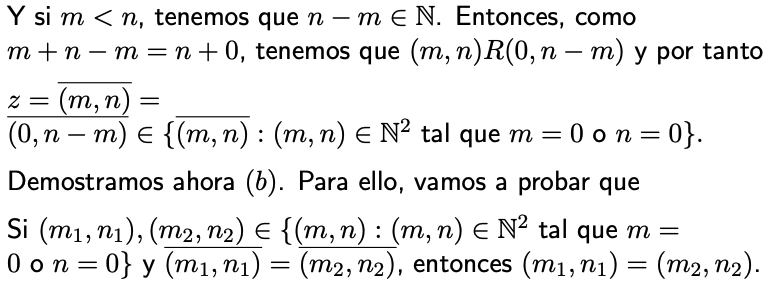 Y si $m < n$, tenemos que $n - m \in \mathbb{N}$. Entonces, como
$m + n - m = n + 0$, tenemos que $(m, n)R(0, n - m)$ y por tanto
$z = \overline{(m, n)} =$
$\overline{(0, n - m)} \in \{\overline{(m, n)} : (m, n) \in \mathbb{N}^2$ tal que $m = 0$ o $n = 0\}$.
Demostramos ahora $(b)$. Para ello, vamos a probar que
Si $(m_1, n_1), (m_2, n_2) \in \{(m, n) : (m, n) \in \mathbb{N}^2$ tal que $m =$
$0$ o $n = 0\}$ y $\overline{(m_1, n_1)} = \overline{(m_2, n_2)}$, entonces $(m_1, n_1) = (m_2, n_2)$.